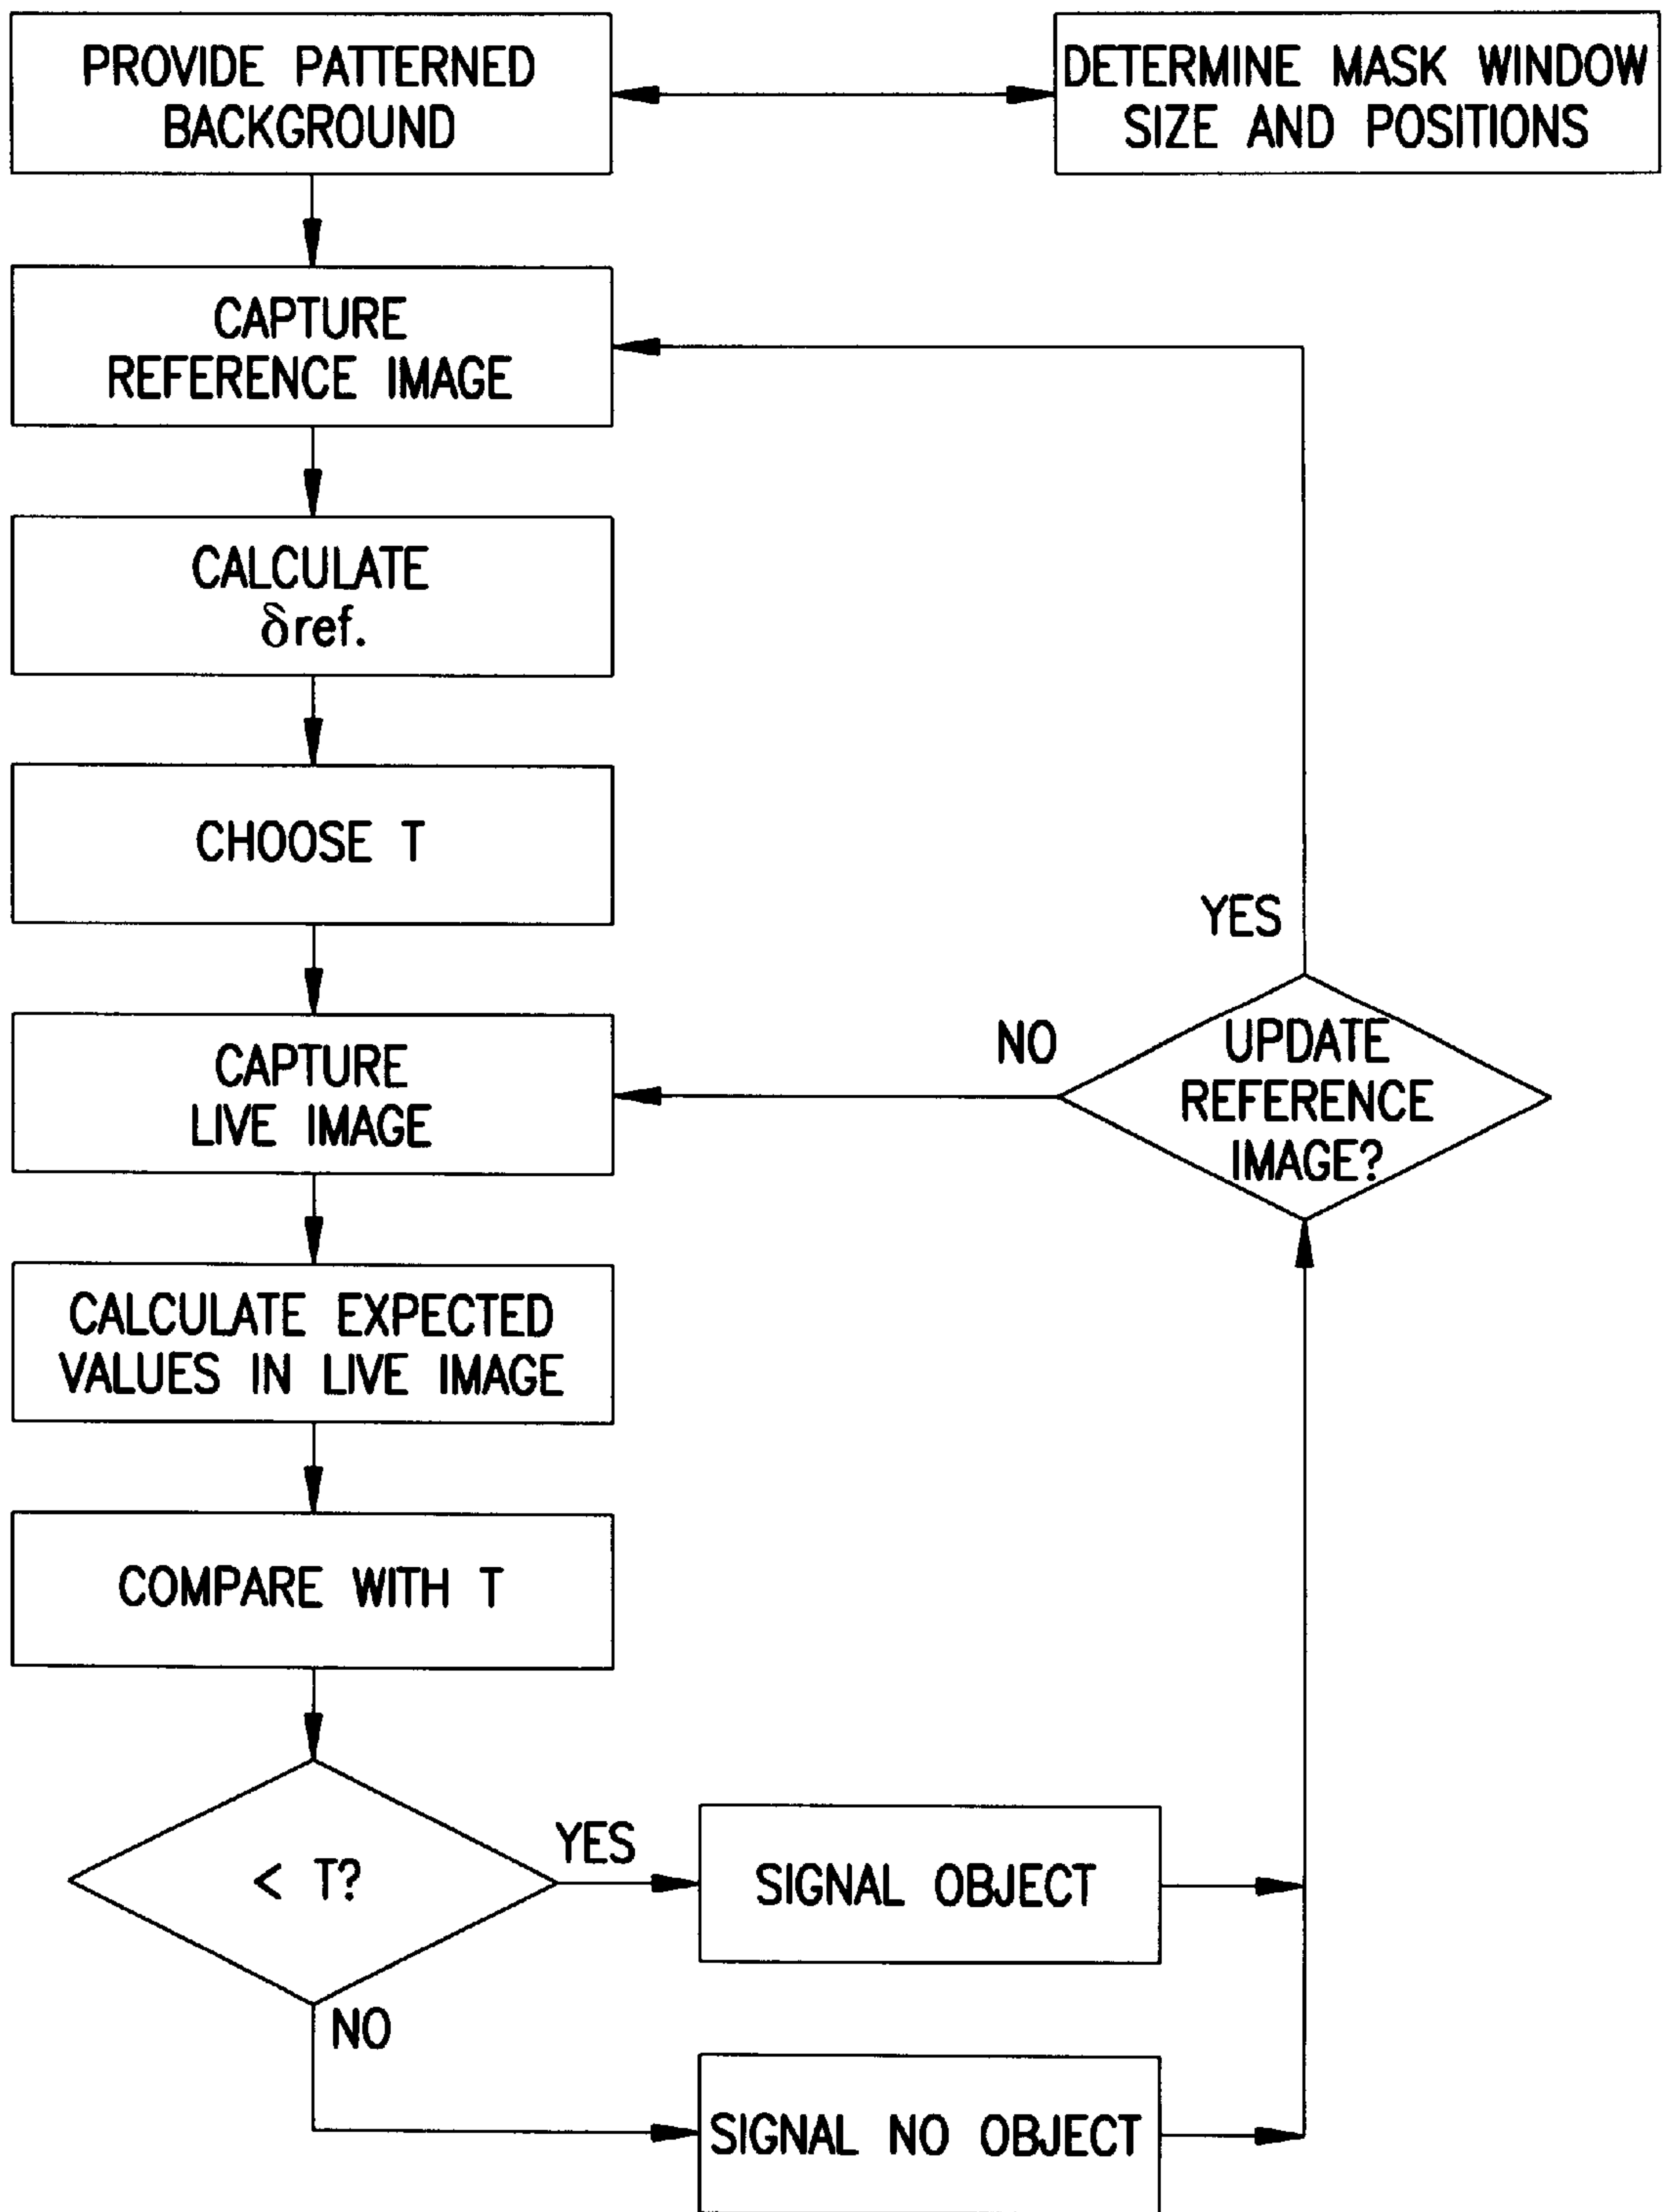 PROVIDE PATTERNED
BACKGROUND
DETERMINE MASK WINDOW
SIZE AND POSITIONS
CAPTURE
REFERENCE IMAGE
CALCULATE
δref.
CHOOSE T
YES
CAPTURE
LIVE IMAGE
NO
UPDATE
REFERENCE
IMAGE?
CALCULATE EXPECTED
VALUES IN LIVE IMAGE
COMPARE WITH T
< T?
YES
SIGNAL OBJECT
NO
SIGNAL NO OBJECT